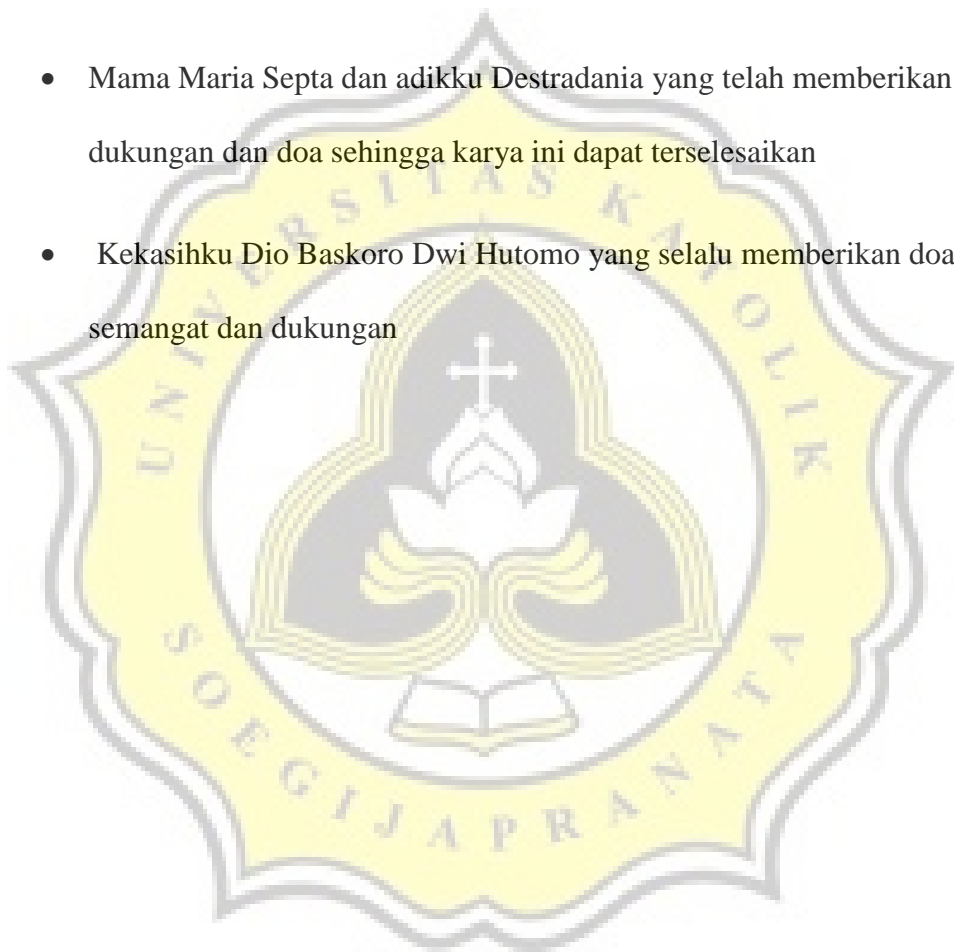 • Mama Maria Septa dan adikku Destradania yang telah memberikan
dukungan dan doa sehingga karya ini dapat terselesaikan
• Kekasihku Dio Baskoro Dwi Hutomo yang selalu memberikan doa
semangat dan dukungan
UNIVERSITAS KATOLIK
SOEGIJAPRANATA